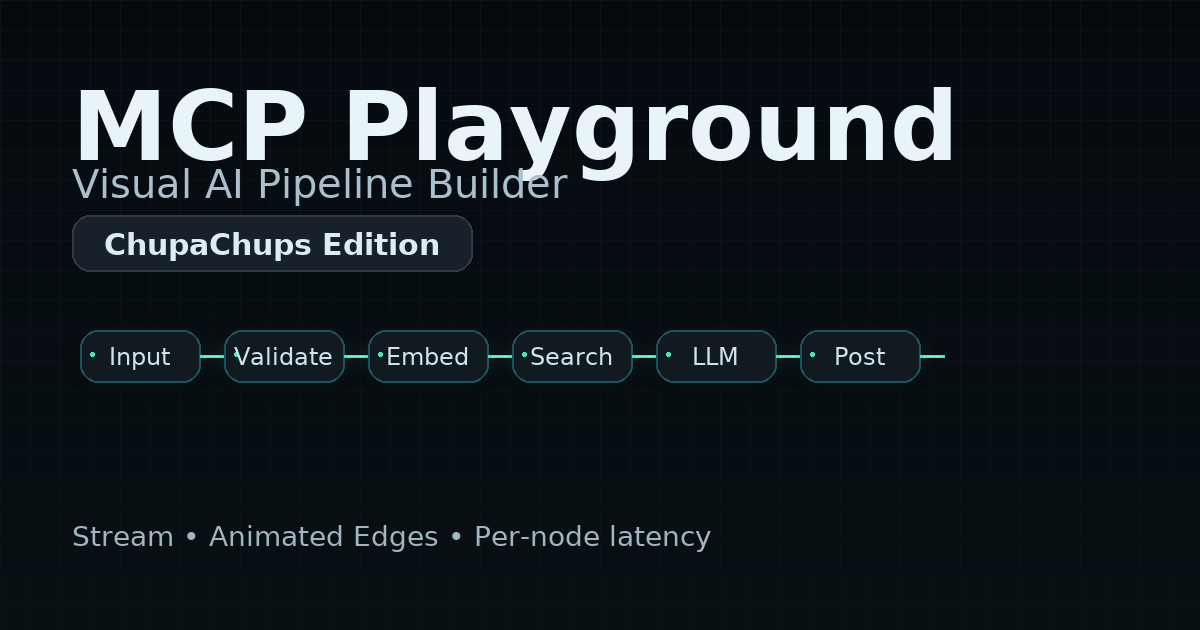 MCP Playground
Visual AI Pipeline Builder
ChupaChups Edition
Input Validate Embed Search LLM Post
Stream • Animated Edges • Per-node latency